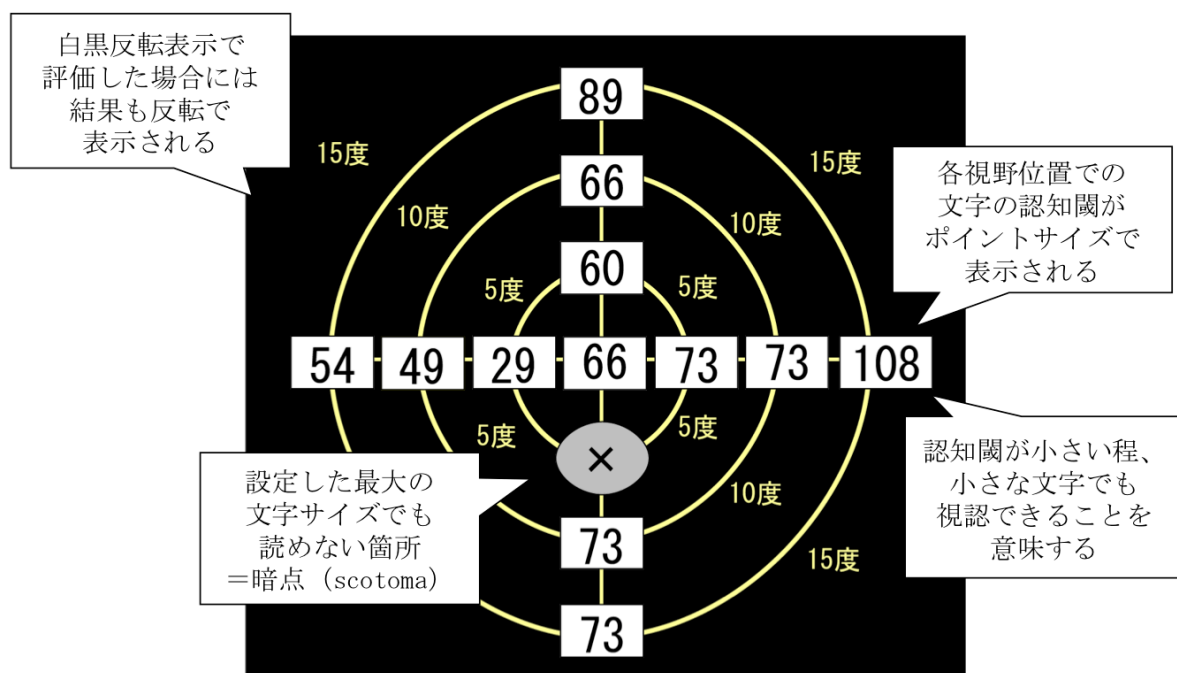 白黒反転表示で
評価した場合には
結果も反転で
表示される
89
15度
15度
各視野位置での
文字の認知閾が
ポイントサイズで
表示される
66
10度
10度
60
5度
5度
54
49
29
66
73
73
108
5度
5度
×
認知閾が小さい程、
小さな文字でも
視認できることを
意味する
設定した最大の
文字サイズでも
読めない箇所
＝暗点（scotoma）
10度
73
15度
73